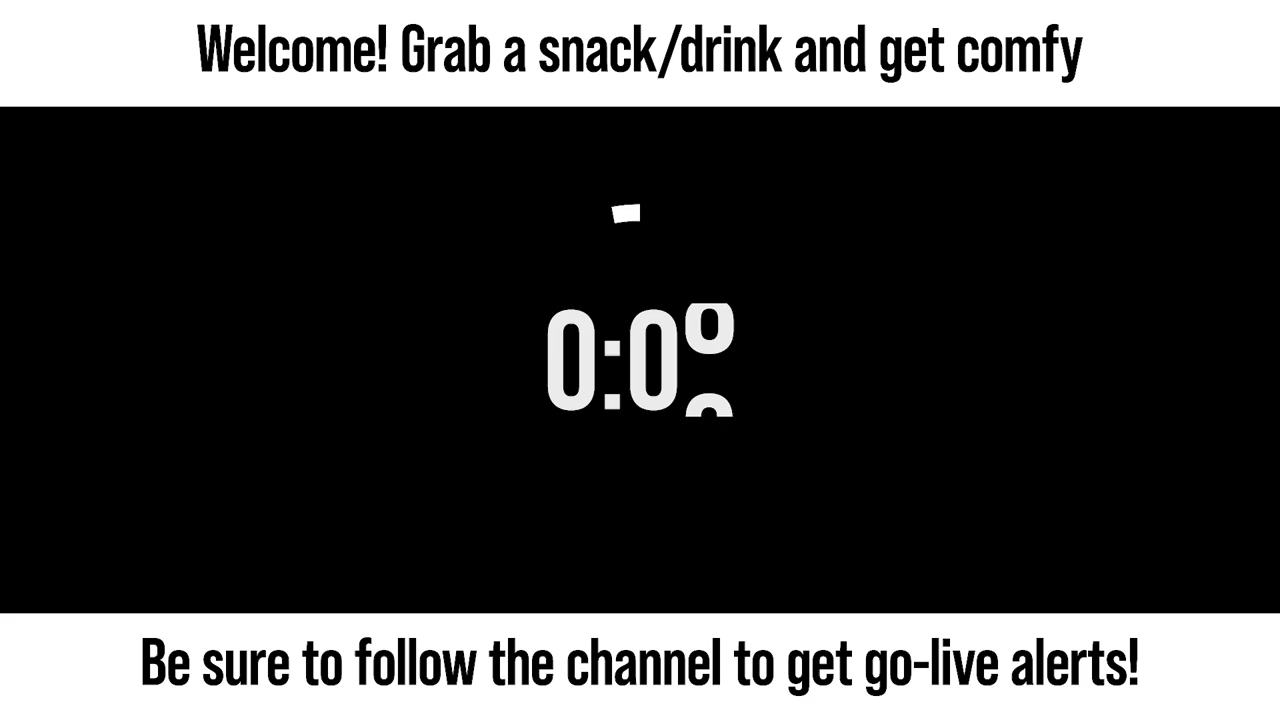 Welcome! Grab a snack/drink and get comfy
0:0
Be sure to follow the channel to get go-live alerts!